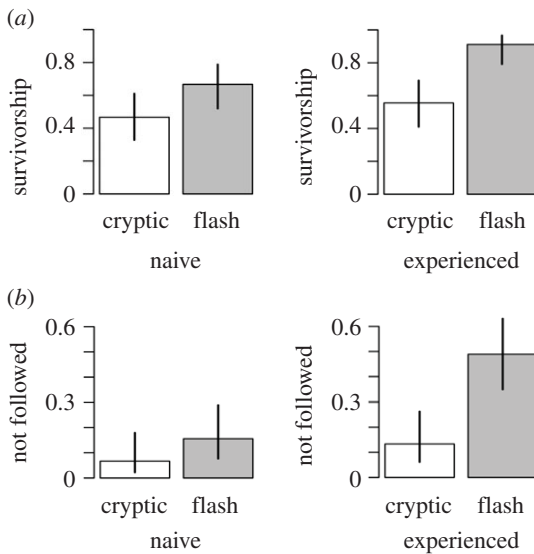 (a)
survivorship
0.8
0.4
0
cryptic flash
naive
survivorship
0.8
0.4
0
cryptic flash
experienced
(b)
not followed
0.6
0.3
0
cryptic flash
naive
not followed
0.6
0.3
0
cryptic flash
experienced